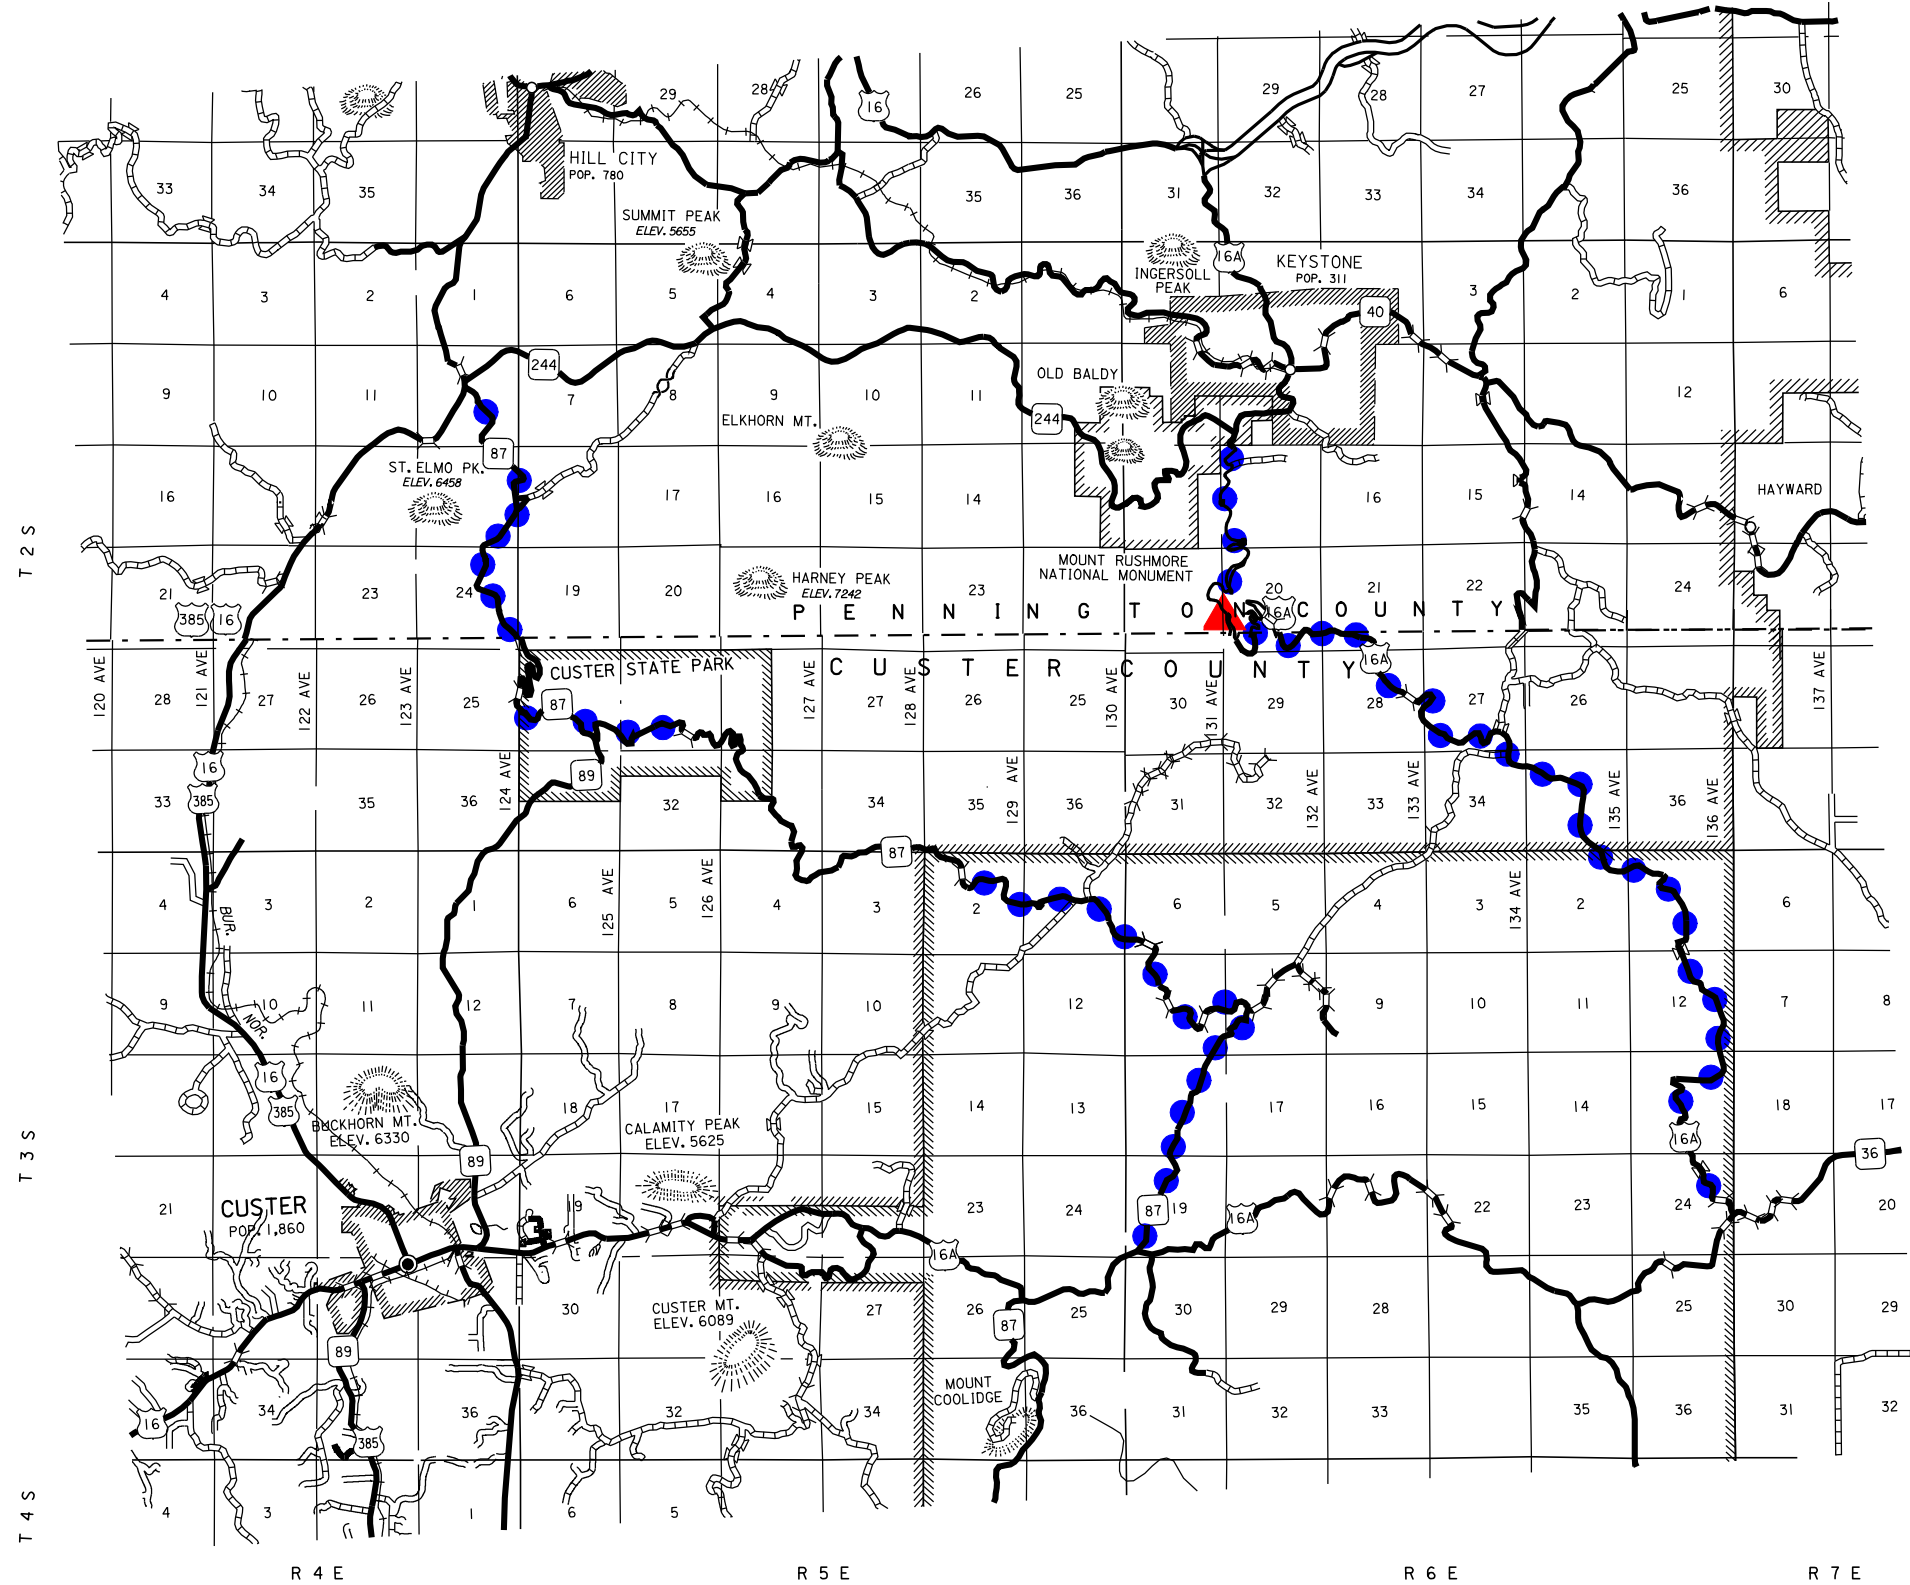 29 28 26 25 29 28 27 25 30
16
HILL CITY
POP. 780
33 34 35 35 36 31 32 33 34 36
SUMMIT PEAK
ELEV. 5655
16A
KEYSTONE
POP. 311
INGERSOLL
PEAK
4 3 2 1 6 5 4 3 2 3 2 1 6
40
244
OLD BALDY
9 10 11 7 8 9 10 11 12
ELKHORN MT.
244
87
ST. ELMO PK.
ELEV. 6458
16 17 16 15 14 16 15 14
HAYWARD
T 2 S
MOUNT RUSHMORE
NATIONAL MONUMENT
HARNEY PEAK
ELEV. 7242
21 23 24 19 20 23 20 21 22 24
385 16
16A
PENNINGTON COUNTY
CUSTER COUNTY
CUSTER STATE PARK
16A
120 AVE 121 AVE 122 AVE 123 AVE 127 AVE 128 AVE 130 AVE 131 AVE 137 AVE
28 27 26 25 27 26 25 30 29 28 27 26
87
16
385
89
124 AVE 129 AVE 132 AVE 133 AVE 135 AVE 136 AVE
33 35 36 32 34 35 36 31 32 33 34 36
87
125 AVE 126 AVE 134 AVE
4 3 2 1 6 5 4 3 2 6 5 4 3 2 6
BUR.
NOR.
9 10 11 12 7 8 9 10 12 9 10 11 12 7 8
16
385
BUCKHORN MT.
ELEV. 6330
18 17 15 14 13 17 16 15 14 18 17
CALAMITY PEAK
ELEV. 5625
T 3 S
16A
36
89
21 19 23 24 19 22 23 24 20
CUSTER
POP. 1,860
87
16A
16A
CUSTER MT.
ELEV. 6089
30 27 26 25 30 29 28 25 30 29
87
89
MOUNT
COOLIDGE
34 36 32 34 36 31 32 33 35 36 31 32
16
385
T 4 S
4 3 1 6 5
R 4 E R 5 E R 6 E R 7 E